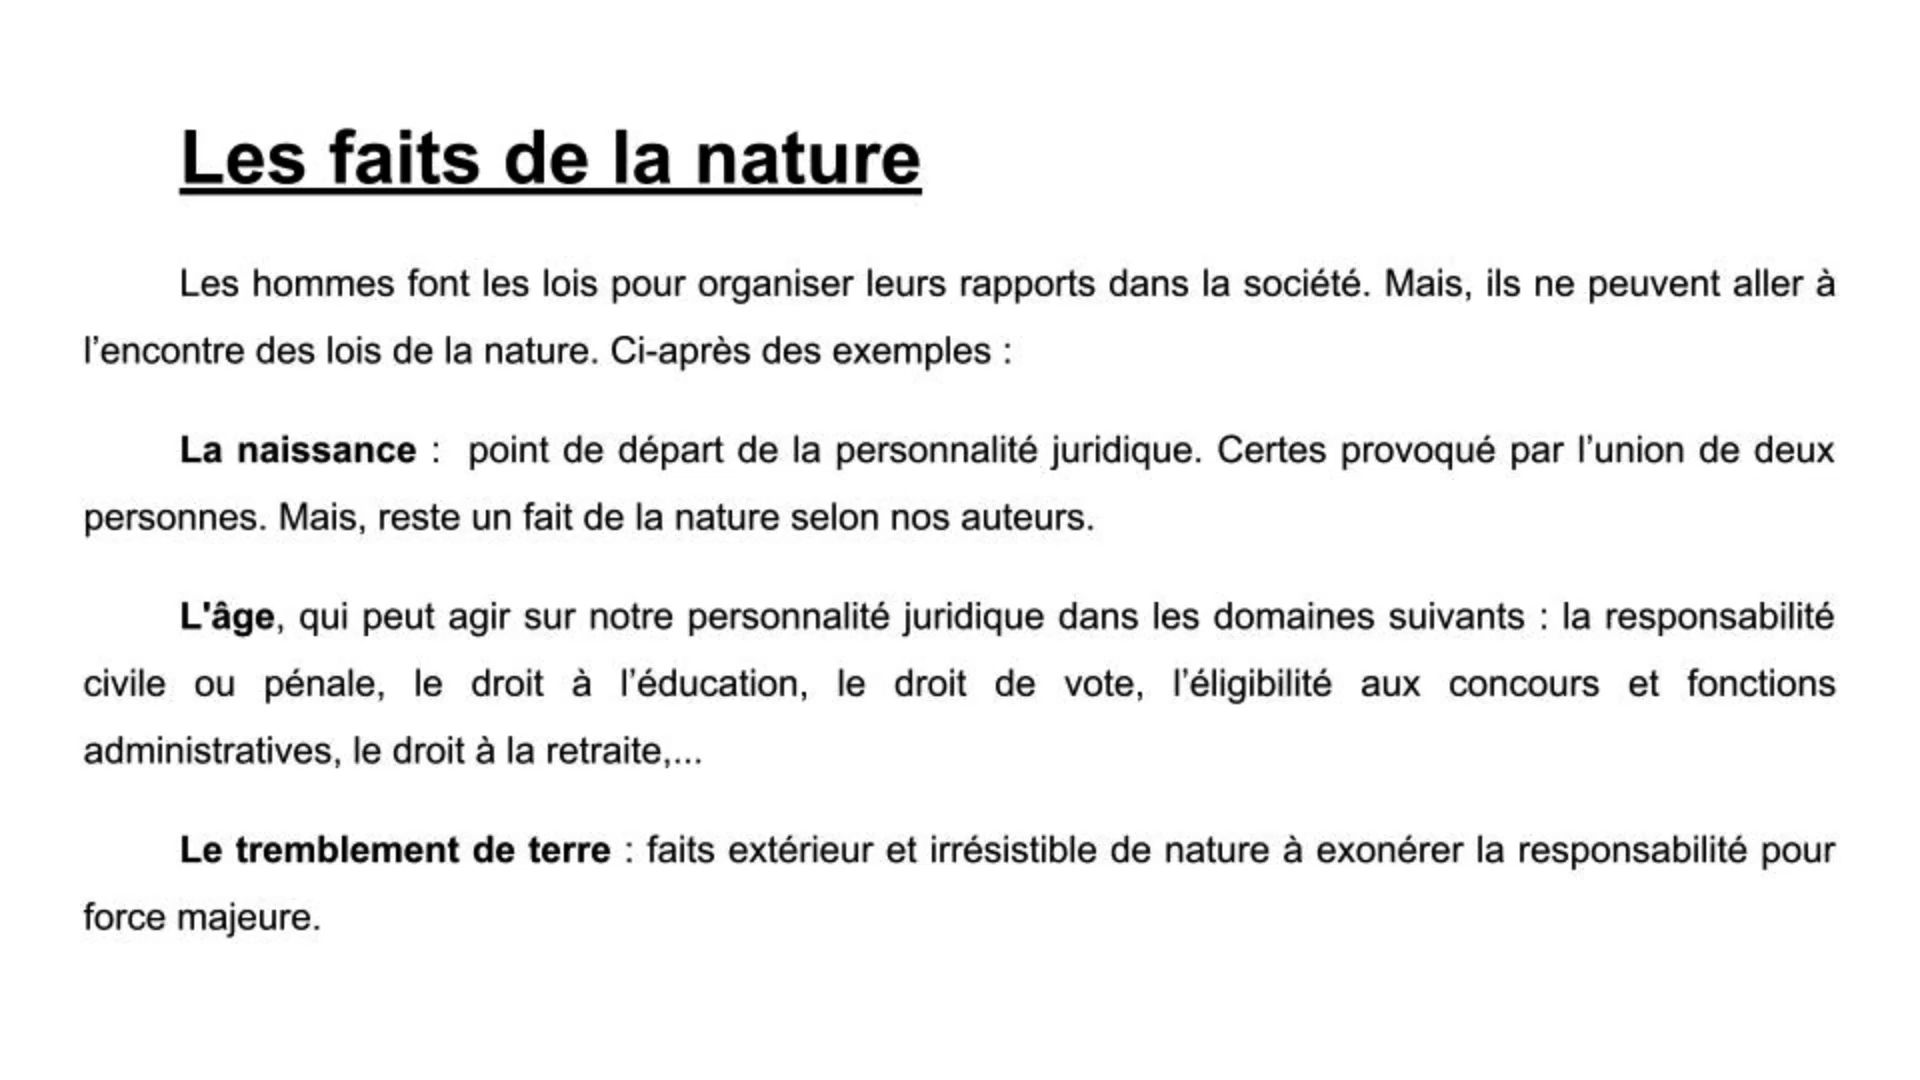 Les faits de la nature
Les hommes font les lois pour organiser leurs rapports dans la société. Mais, ils ne peuvent aller à
l’encontre des lois de la nature. Ci-après des exemples :
La naissance :  point de départ de la personnalité juridique. Certes provoqué par l’union de deux
personnes. Mais, reste un fait de la nature selon nos auteurs.
L'âge, qui peut agir sur notre personnalité juridique dans les domaines suivants : la responsabilité
civile ou pénale, le droit à l’éducation, le droit de vote, l’éligibilité aux concours et fonctions
administratives, le droit à la retraite,...
Le tremblement de terre : faits extérieur et irrésistible de nature à exonérer la responsabilité pour
force majeure.